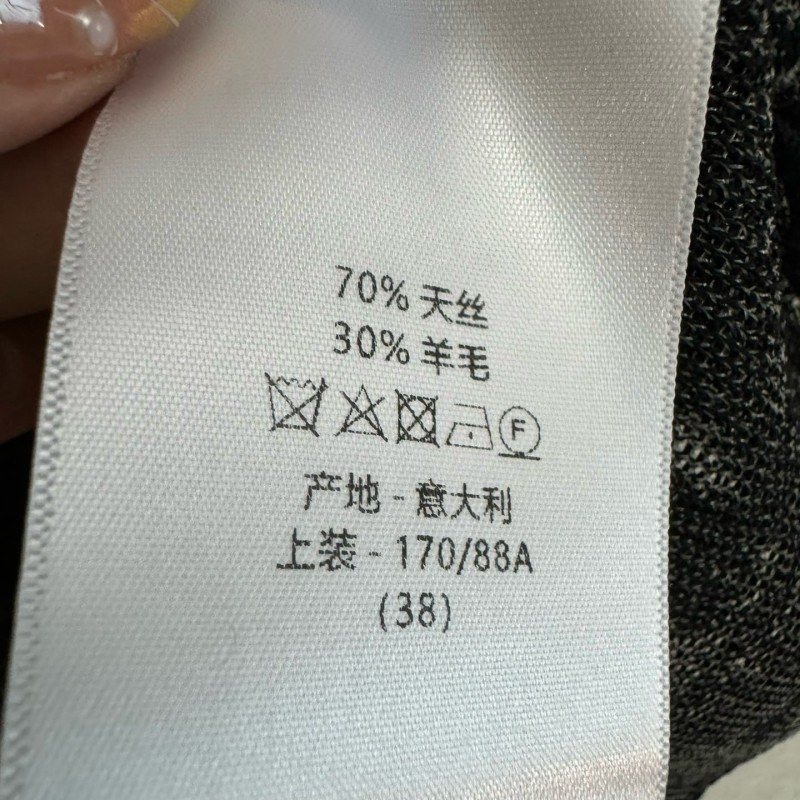 70% 天丝
30% 羊毛
F
产地 - 意大利
上装 - 170/88A
(38)